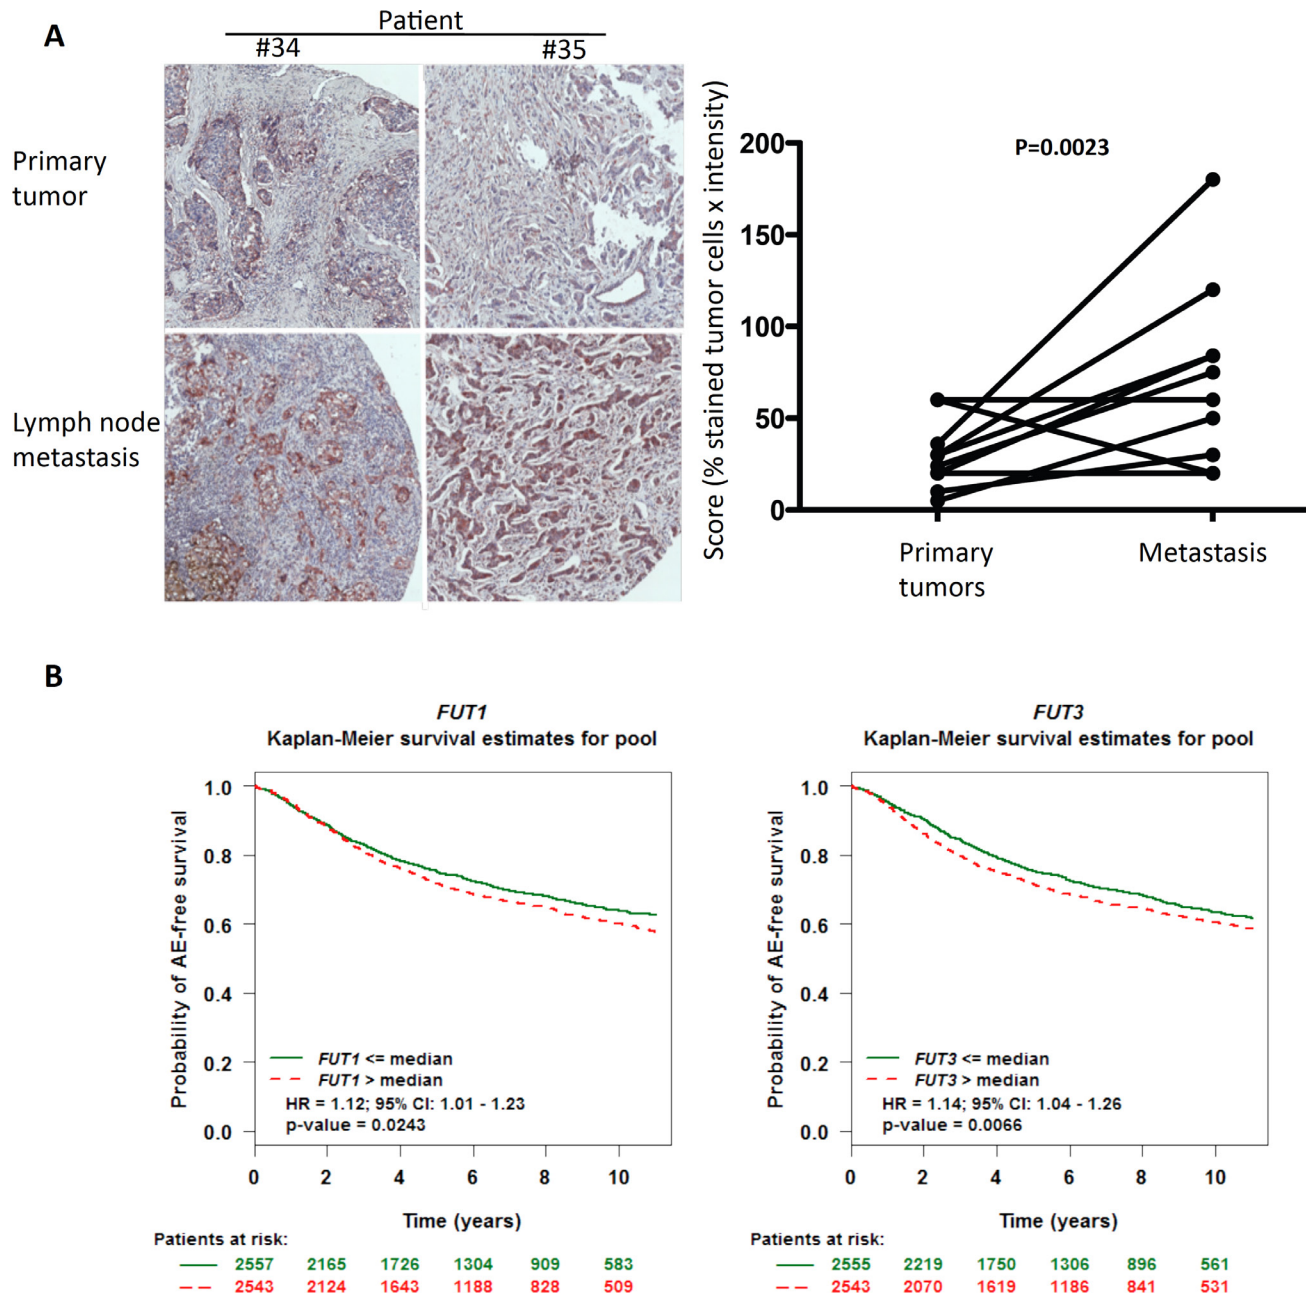 A
Patient
#34 #35
Primary
tumor
Lymph node
metastasis
Score (% stained tumor cells x intensity)
P=0.0023
200
150
100
50
0
Primary
tumors
Metastasis
B
FUT1
Kaplan-Meier survival estimates for pool
Probability of AE-free survival
1.0
0.8
0.6
0.4
0.2
0.0
FUT1 <= median
FUT1 > median
HR = 1.12; 95% CI: 1.01 - 1.23
p-value = 0.0243
0 2 4 6 8 10
Time (years)
Patients at risk:
2557 2165 1726 1304 909 583
2543 2124 1643 1188 828 509
FUT3
Kaplan-Meier survival estimates for pool
Probability of AE-free survival
1.0
0.8
0.6
0.4
0.2
0.0
FUT3 <= median
FUT3 > median
HR = 1.14; 95% CI: 1.04 - 1.26
p-value = 0.0066
0 2 4 6 8 10
Time (years)
Patients at risk:
2555 2219 1750 1306 896 561
2543 2070 1619 1186 841 531